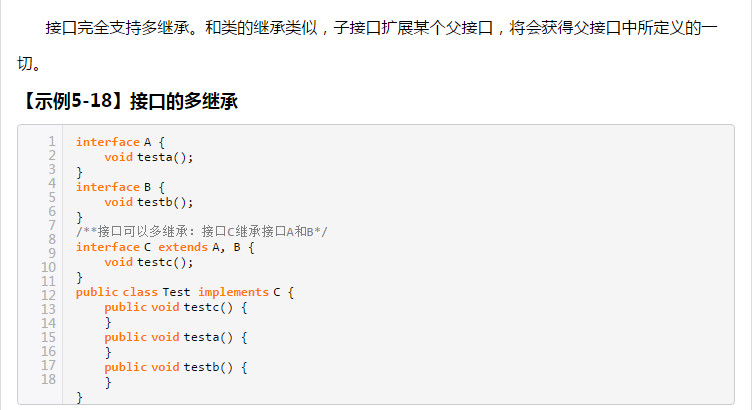 接口完全支持多继承。和类的继承类似，子接口扩展某个父接口，将会获得父接口中所定义的一
切。
【示例5-18】接口的多继承
1 interface A {
2     void testa();
3 }
4 interface B {
5     void testb();
6 }
7 /**接口可以多继承：接口C继承接口A和B*/
8 interface C extends A, B {
9     void testc();
10 }
11 public class Test implements C {
12     public void testc() {
13     }
14     public void testa() {
15     }
16     public void testb() {
17     }
18 }